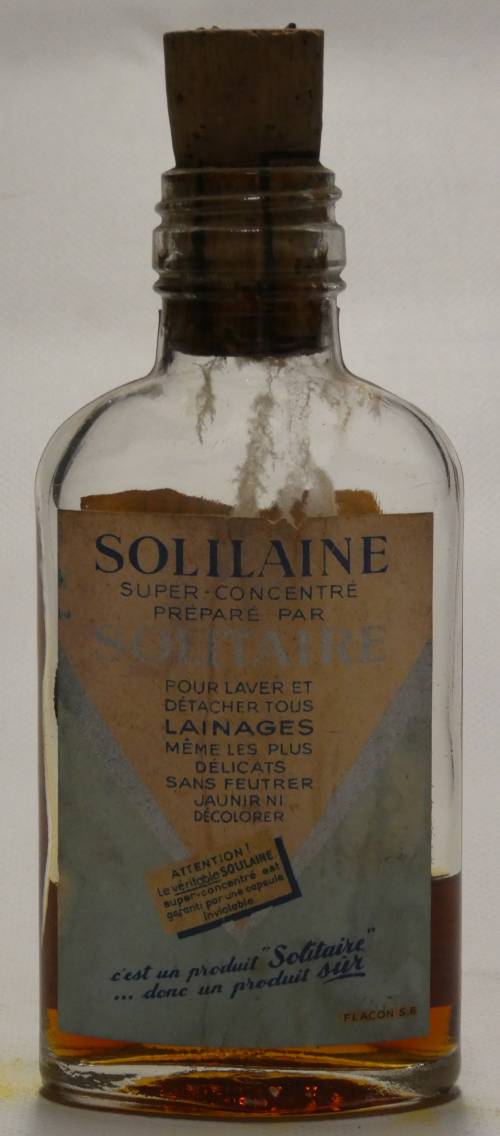 SOLILAINE
SUPER-CONCENTRÉ
PRÉPARÉ PAR
SOLITAIRE
POUR LAVER ET
DÉTACHER TOUS
LAINAGES
MÊME LES PLUS
DÉLICATS
SANS FEUTRER
JAUNIR NI
DÉCOLORER
ATTENTION!
Le véritable SOLILAINE
super-concentré est
garanti par une capsule
inviolable
c'est un produit "Solitaire"
... donc un produit sûr
FLACON S.6